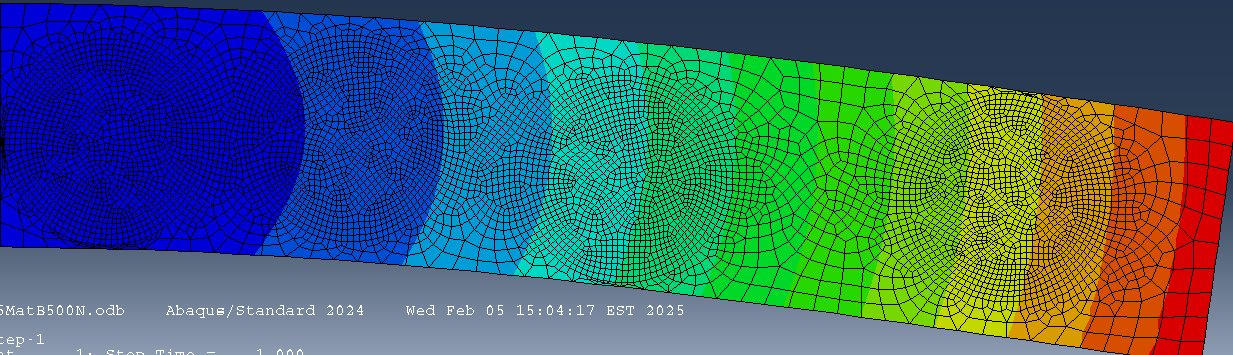 5MatB500N.odb Abaqus/Standard 2024 Wed Feb 05 15:04:17 EST 2025
tep-1
nt 1: Step Time = 1.000